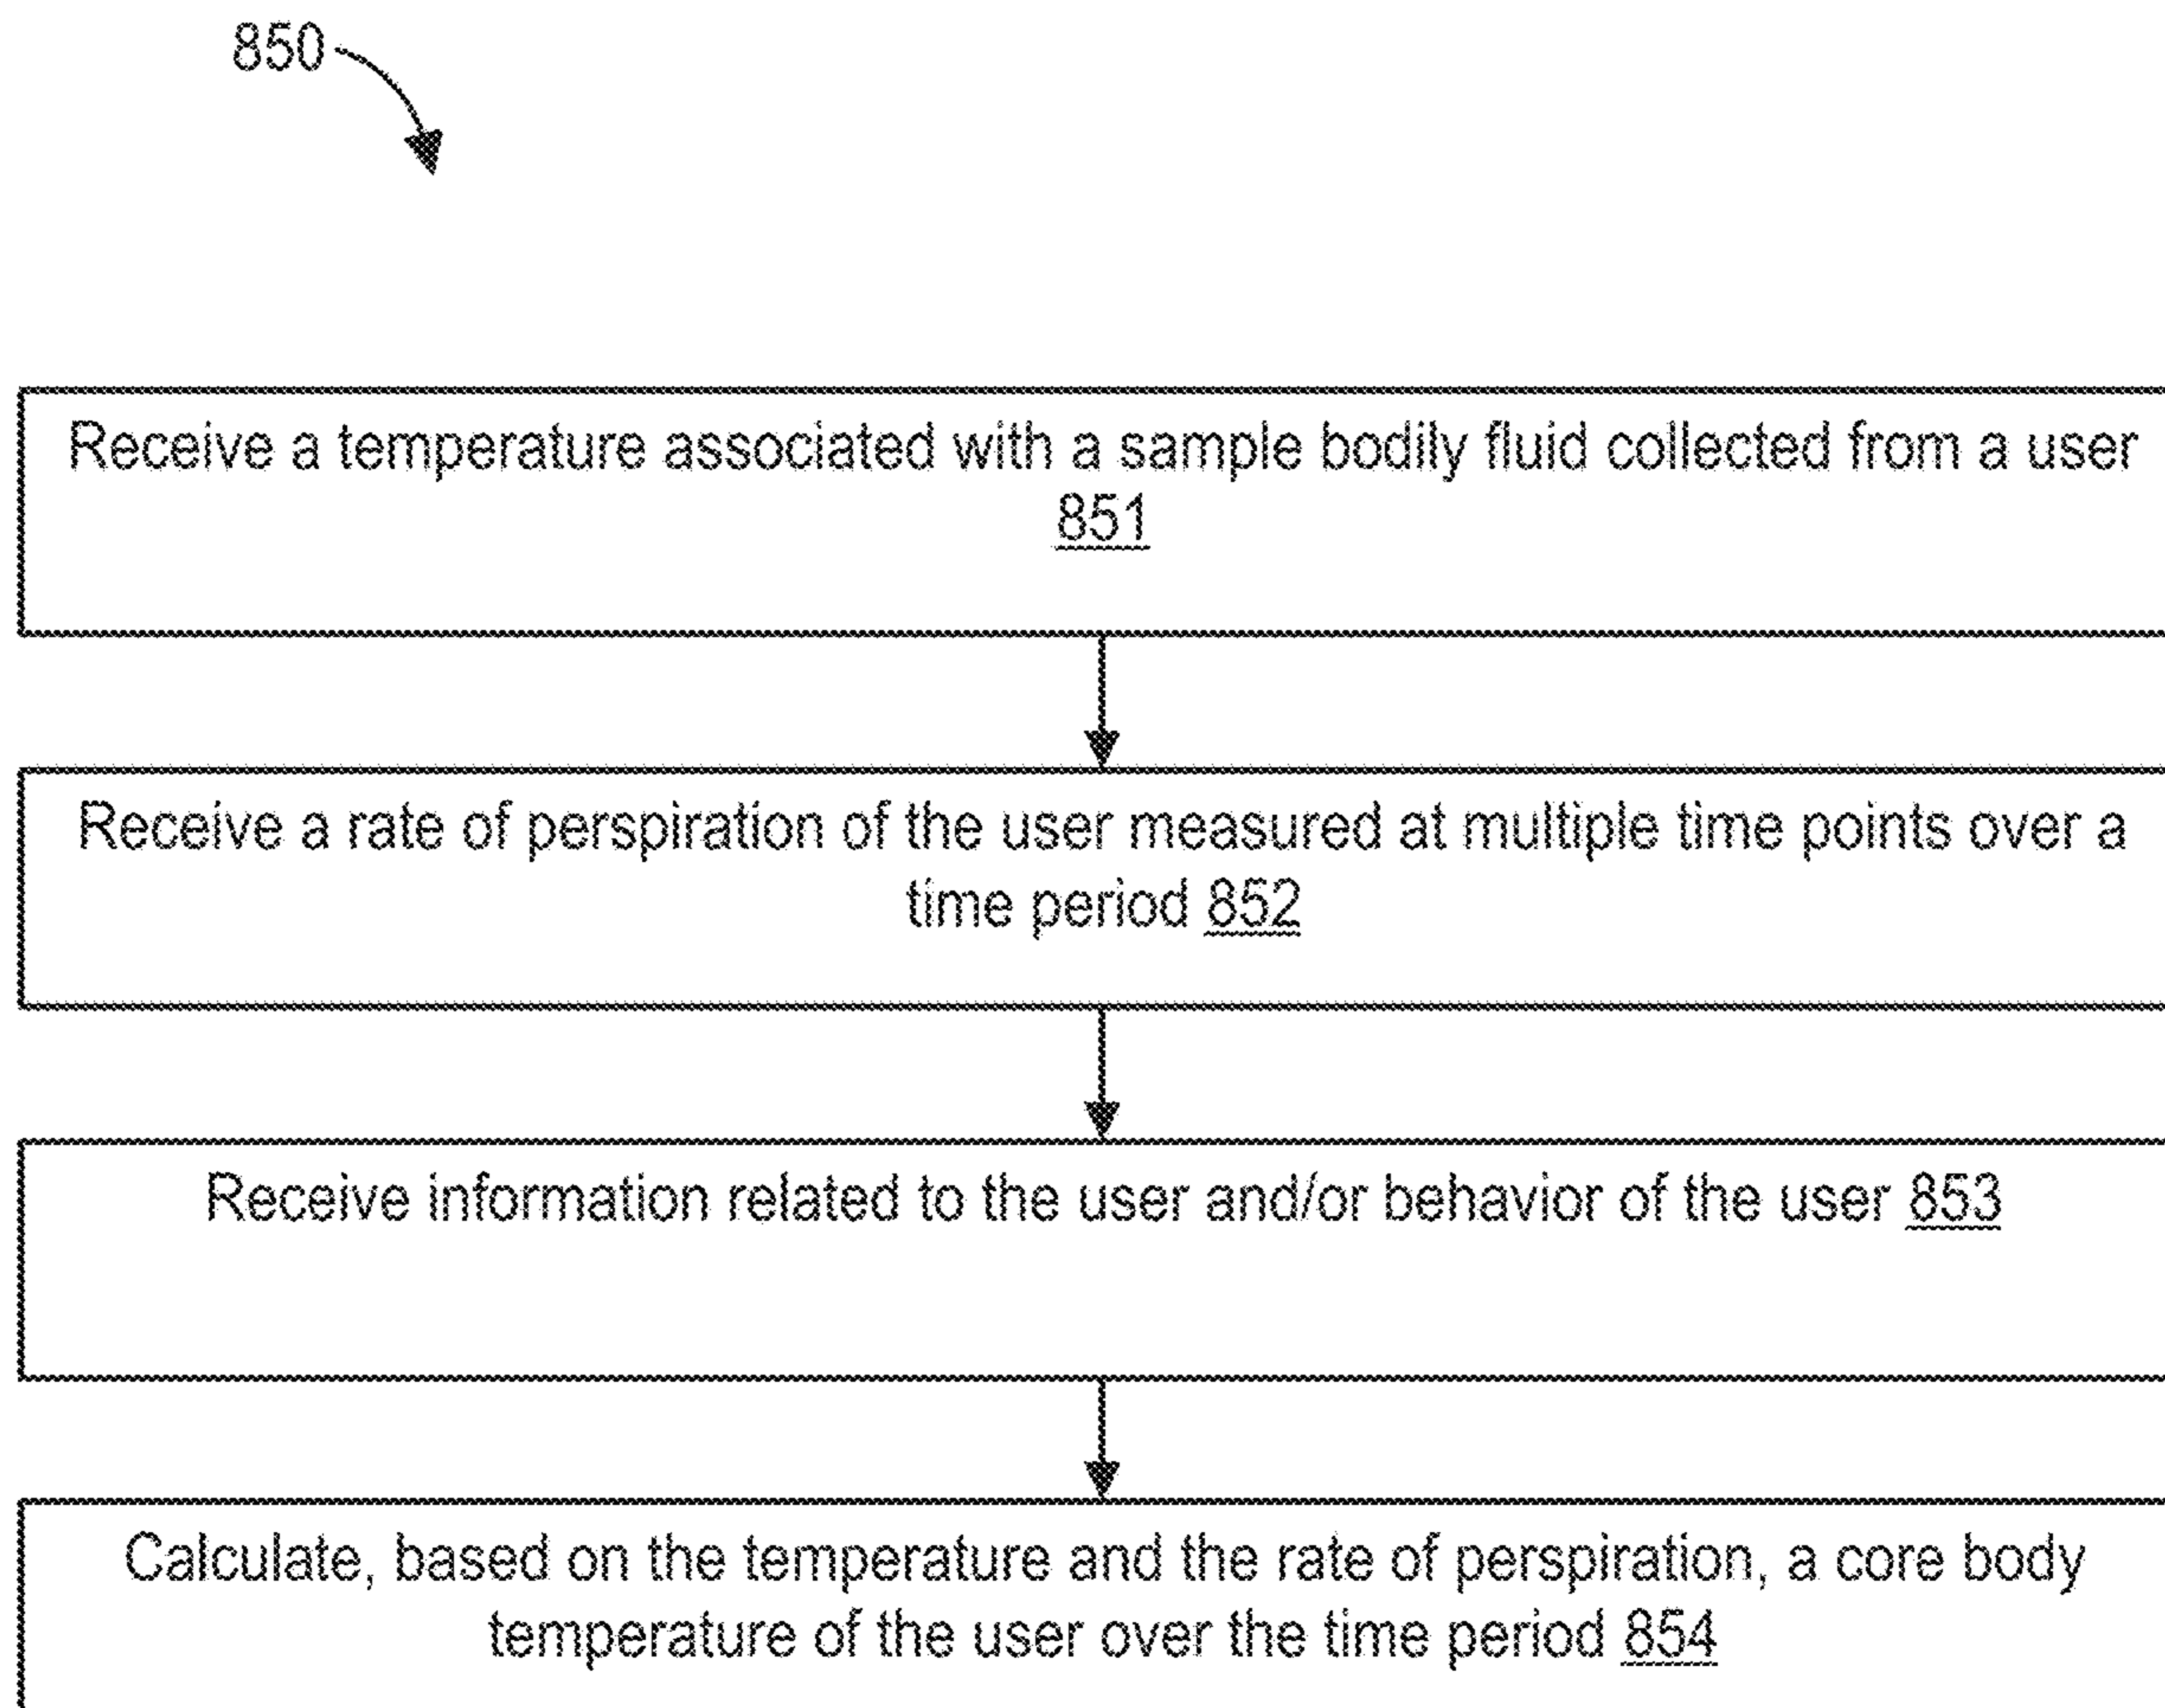 850
Receive a temperature associated with a sample bodily fluid collected from a user
851
Receive a rate of perspiration of the user measured at multiple time points over a
time period 852
Receive information related to the user and/or behavior of the user 853
Calculate, based on the temperature and the rate of perspiration, a core body
temperature of the user over the time period 854